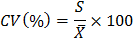 CV(%) = S/X̄ × 100